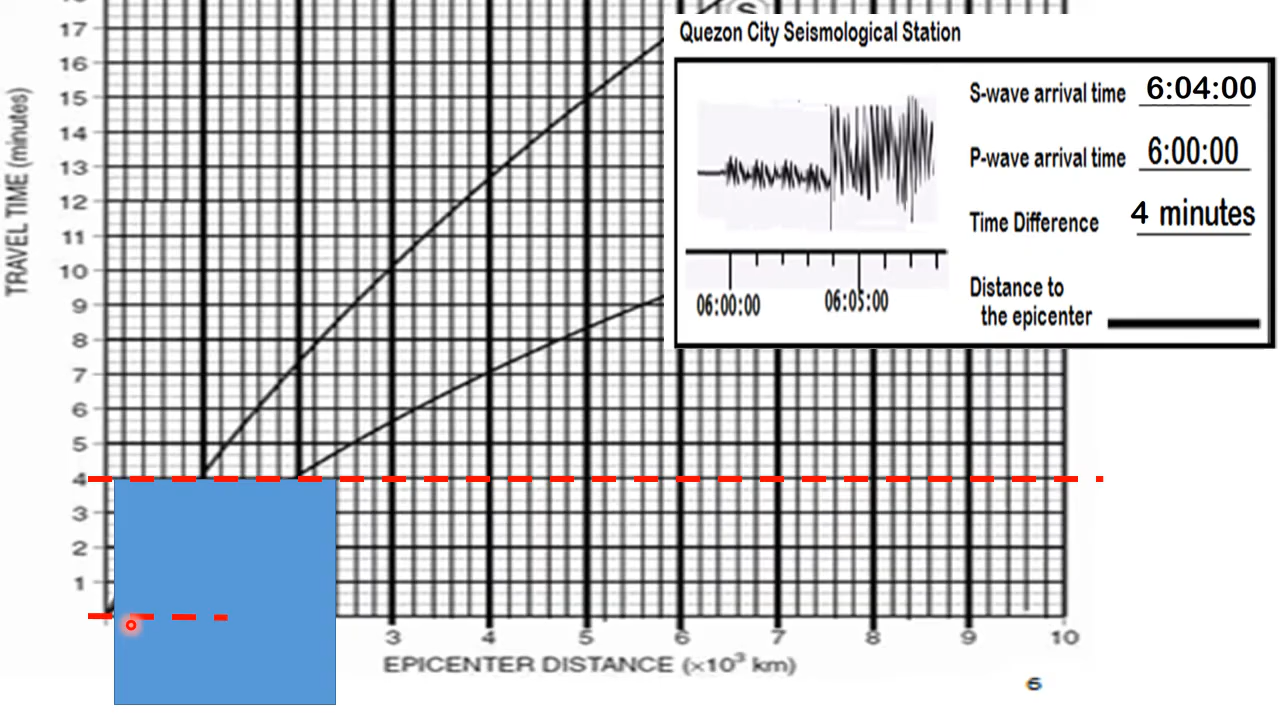 17
16
15
14
13
12
11
10
9
8
7
6
5
4
3
2
1
TRAVEL TIME (minutes)
S
3 4 5 6 7 8 9 10
EPICENTER DISTANCE (×10³ km)
6
Quezon City Seismological Station
S-wave arrival time 6:04:00
P-wave arrival time 6:00:00
Time Difference 4 minutes
Distance to
the epicenter
06:00:00 06:05:00